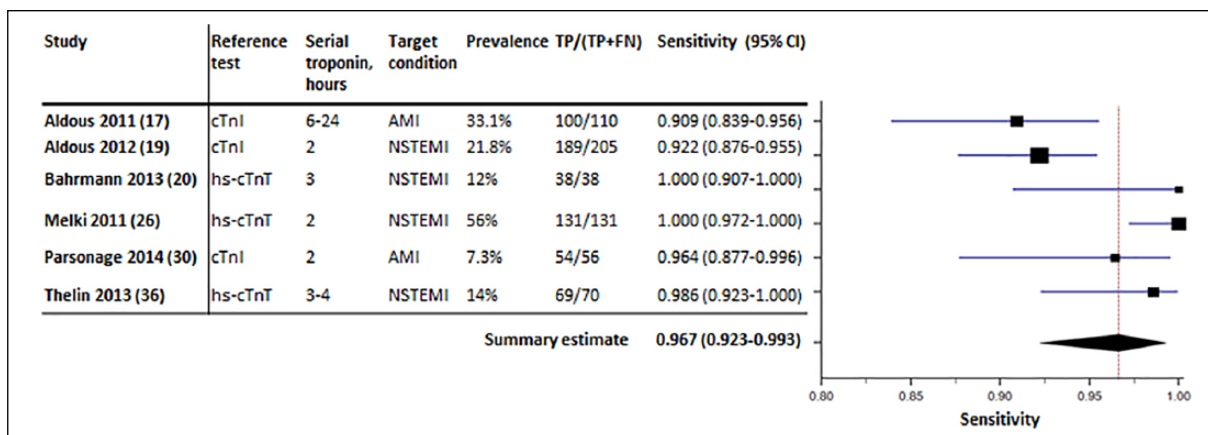 Study Reference test Serial troponin, hours Target condition Prevalence TP/(TP+FN) Sensitivity (95% CI)
Aldous 2011 (17) cTnI 6-24 AMI 33.1% 100/110 0.909 (0.839-0.956)
Aldous 2012 (19) cTnI 2 NSTEMI 21.8% 189/205 0.922 (0.876-0.955)
Bahrmann 2013 (20) hs-cTnT 3 NSTEMI 12% 38/38 1.000 (0.907-1.000)
Melki 2011 (26) hs-cTnT 2 NSTEMI 56% 131/131 1.000 (0.972-1.000)
Parsonage 2014 (30) cTnI 2 AMI 7.3% 54/56 0.964 (0.877-0.996)
Thelin 2013 (36) hs-cTnT 3-4 NSTEMI 14% 69/70 0.986 (0.923-1.000)
Summary estimate 0.967 (0.923-0.993)
0.80 0.85 0.90 0.95 1.00
Sensitivity